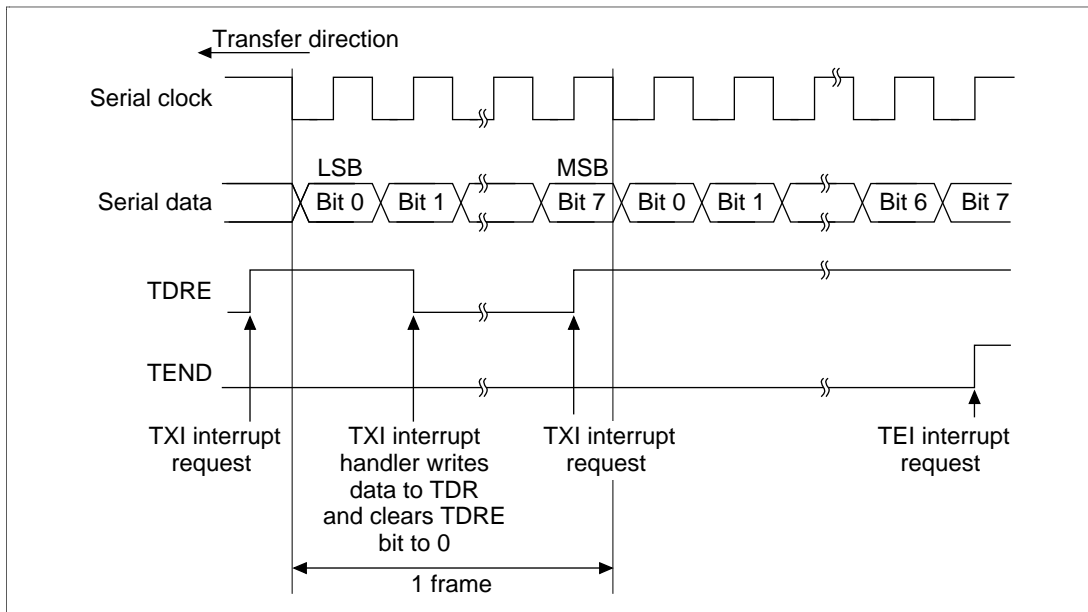 Transfer direction
Serial clock
LSB
MSB
Serial data
Bit 0
Bit 1
Bit 7
Bit 0
Bit 1
Bit 6
Bit 7
TDRE
TEND
TXI interrupt
request
TXI interrupt
handler writes
data to TDR
and clears TDRE
bit to 0
TXI interrupt
request
TEI interrupt
request
1 frame